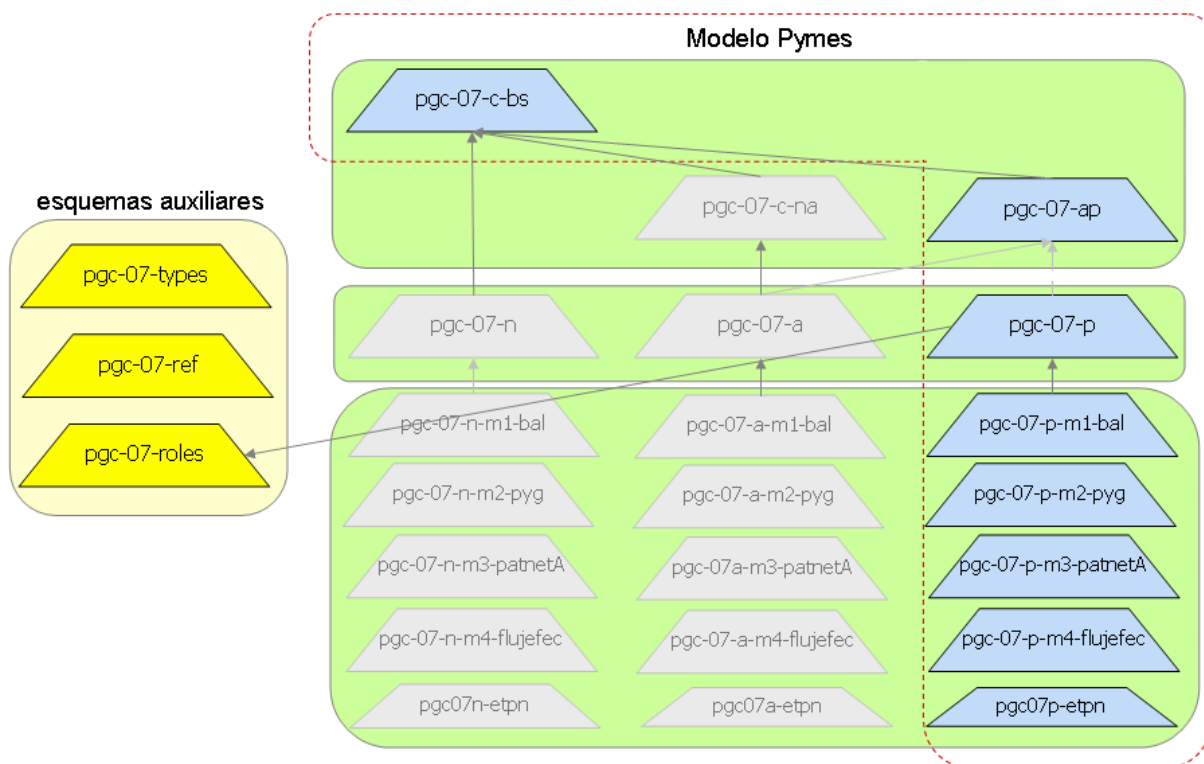 Modelo Pymes
pgc-07-c-bs
esquemas auxiliares
pgc-07-c-na
pgc-07-ap
pgc-07-types
pgc-07-n
pgc-07-a
pgc-07-p
pgc-07-ref
pgc-07-roles
pgc-07-n-m1-bal
pgc-07-a-m1-bal
pgc-07-p-m1-bal
pgc-07-n-m2-pyg
pgc-07-a-m2-pyg
pgc-07-p-m2-pyg
pgc-07-n-m3-patnetA
pgc-07a-m3-patnetA
pgc-07-p-m3-patnetA
pgc-07-n-m4-flujefec
pgc-07-a-m4-flujefec
pgc-07-p-m4-flujefec
pgc07n-etpn
pgc07a-etpn
pgc07p-etpn